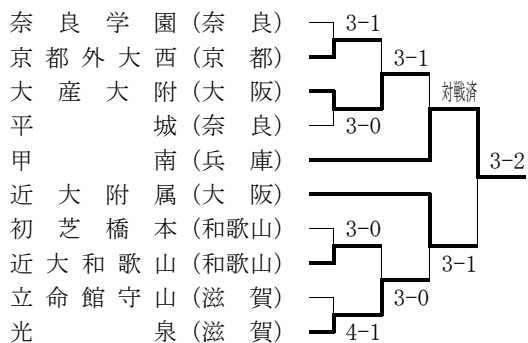 奈良学園(奈良)
3-1
京都外大西(京都)
3-1
大産大附(大阪)
対戦済
平城(奈良)
3-0
甲南(兵庫)
3-2
近大附属(大阪)
初芝橋本(和歌山)
3-0
近大和歌山(和歌山)
3-1
立命館守山(滋賀)
3-0
光泉(滋賀)
4-1